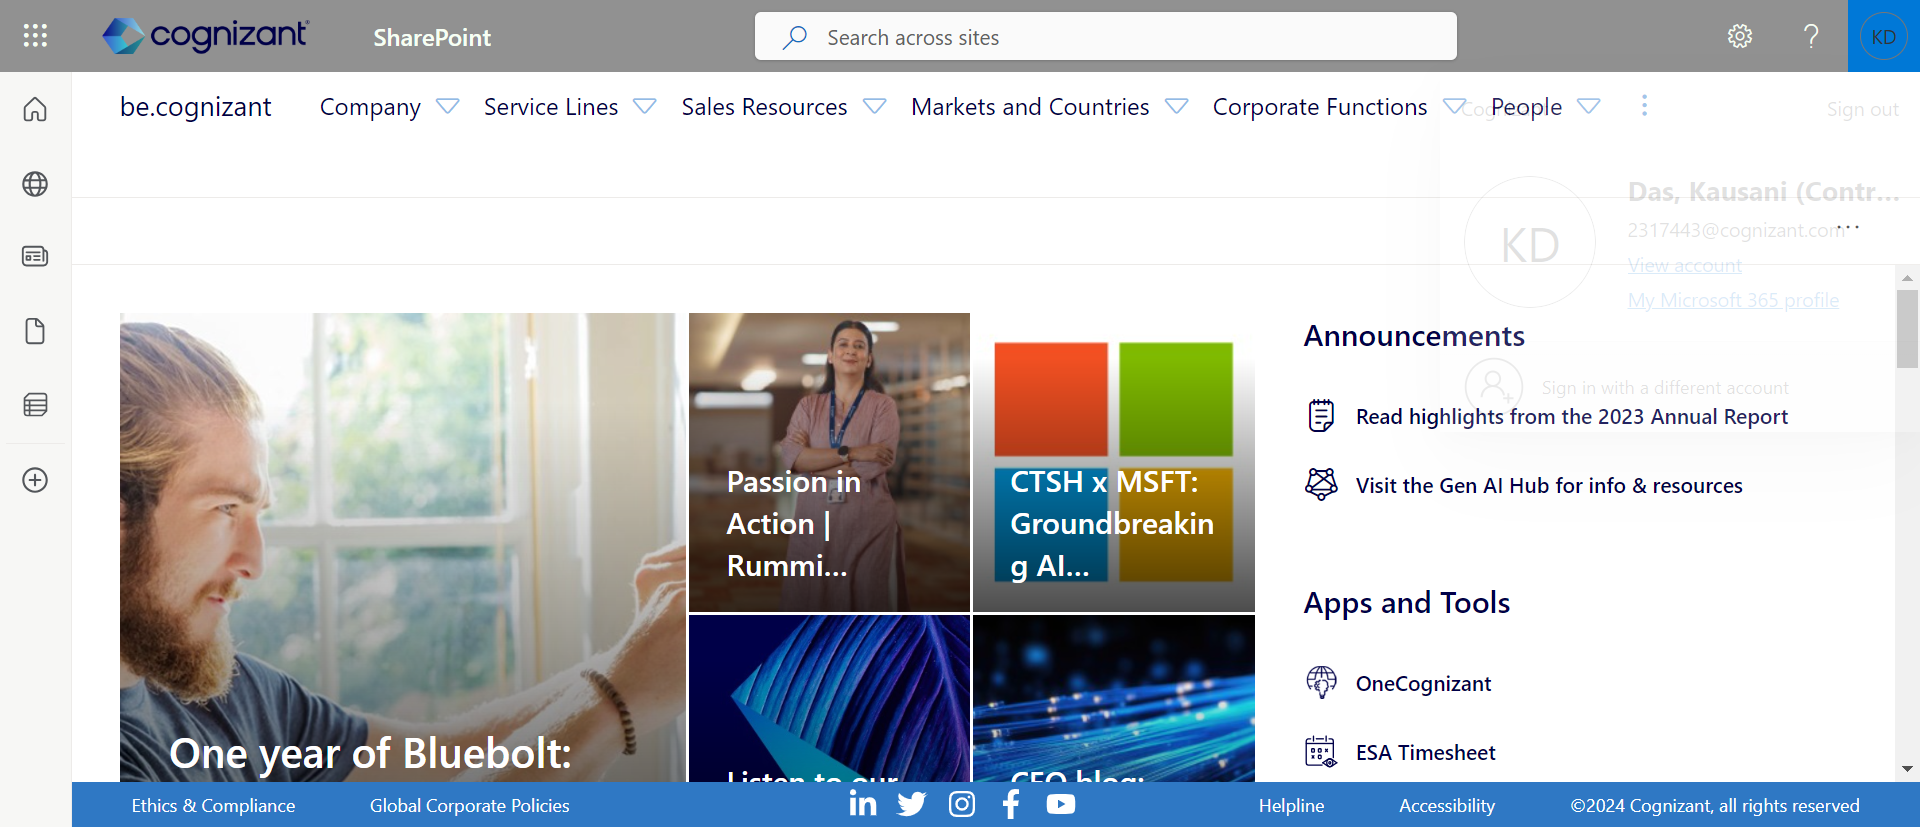 cognizant
SharePoint
Search across sites
KD
be.cognizant
Company
Service Lines
Sales Resources
Markets and Countries
Corporate Functions
People
Sign out
KD
Das, Kausani (Contr...
2317443@cognizant.com
...
View account
My Microsoft 365 profile
Sign in with a different account
One year of Bluebolt:
Passion in
Action |
Rummi...
CTSH x MSFT:
Groundbreakin
g AI...
Listen to our
CEO blog:
Announcements
Read highlights from the 2023 Annual Report
Visit the Gen AI Hub for info & resources
Apps and Tools
OneCognizant
ESA Timesheet
Ethics & Compliance
Global Corporate Policies
Helpline
Accessibility
©2024 Cognizant, all rights reserved